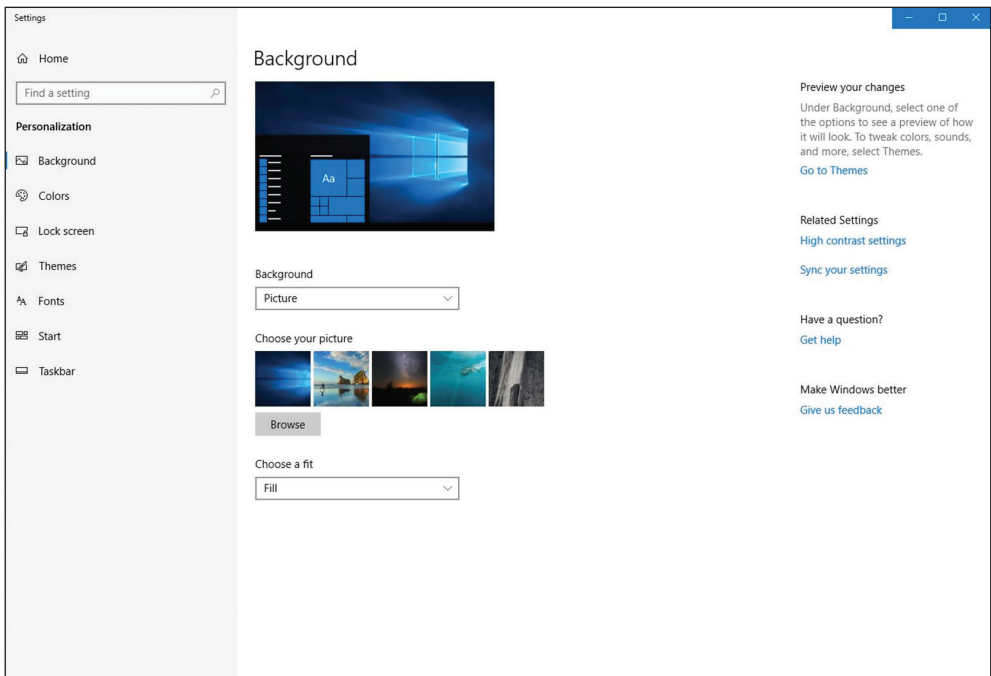 Settings
Home
Find a setting
Personalization
Background
Colors
Lock screen
Themes
Fonts
Start
Taskbar
Background
Aa
Background
Picture
Choose your picture
Browse
Choose a fit
Fill
Preview your changes
Under Background, select one of
the options to see a preview of how
it will look. To tweak colors, sounds,
and more, select Themes.
Go to Themes
Related Settings
High contrast settings
Sync your settings
Have a question?
Get help
Make Windows better
Give us feedback